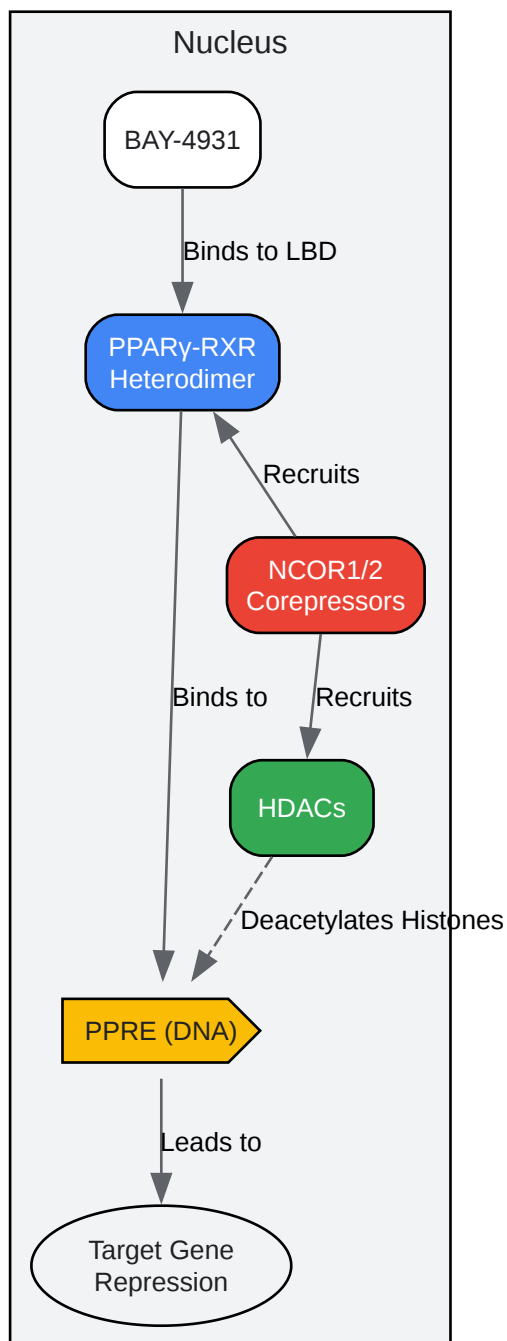 Nucleus
BAY-4931
Binds to LBD
PPARγ-RXR
Heterodimer
Recruits
NCOR1/2
Corepressors
Binds to
Recruits
HDACs
Deacetylates Histones
PPRE (DNA)
Leads to
Target Gene
Repression